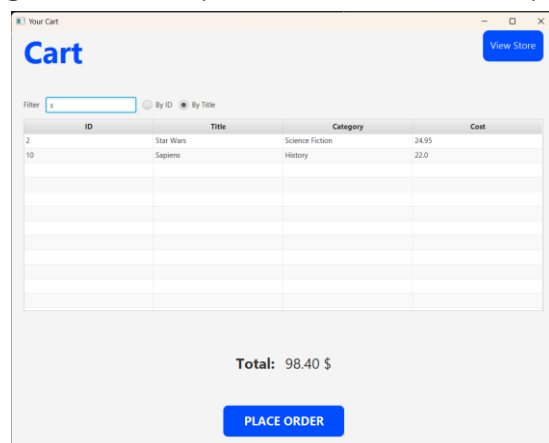 Your Cart
Cart
View Store
Filter s By ID By Title
ID Title Category Cost
2 Star Wars Science Fiction 24.95
10 Sapiens History 22.0
Total: 98.40 $
PLACE ORDER